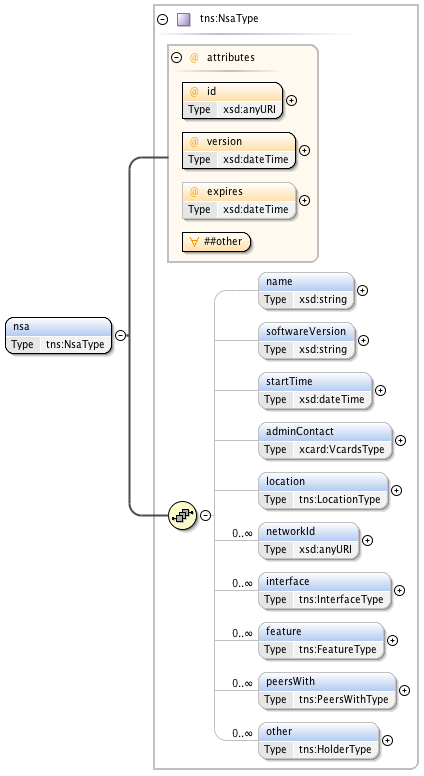 tns:NsaType
@ attributes
@ id
Type xsd:anyURI
@ version
Type xsd:dateTime
@ expires
Type xsd:dateTime
∀ ##other
nsa
Type tns:NsaType
name
Type xsd:string
softwareVersion
Type xsd:string
startTime
Type xsd:dateTime
adminContact
Type xcard:VcardsType
location
Type tns:LocationType
0..∞ networkId
Type xsd:anyURI
0..∞ interface
Type tns:InterfaceType
0..∞ feature
Type tns:FeatureType
0..∞ peersWith
Type tns:PeersWithType
0..∞ other
Type tns:HolderType